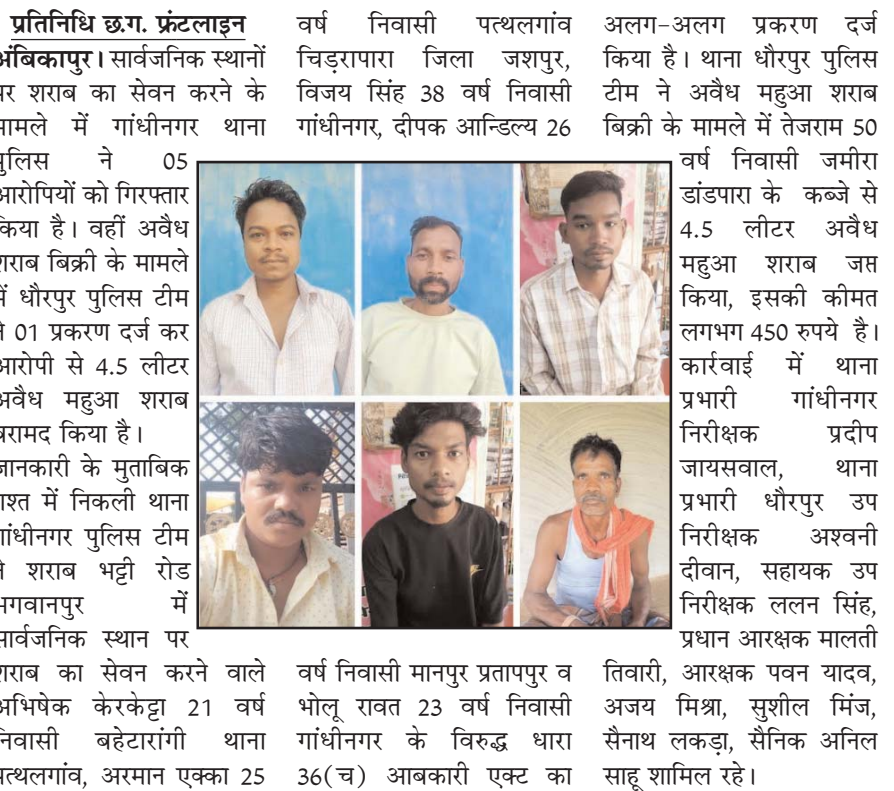 प्रतिनिधि छ.ग. फ्रंटलाइन
अंबिकापुर। सार्वजनिक स्थानों
पर शराब का सेवन करने के
मामले में गांधीनगर थाना
पुलिस ने 05
आरोपियों को गिरफ्तार
किया है। वहीं अवैध
शराब बिक्री के मामले
में धौरपुर पुलिस टीम
ने 01 प्रकरण दर्ज कर
आरोपी से 4.5 लीटर
अवैध महुआ शराब
बरामद किया है।
जानकारी के मुताबिक
गश्त में निकली थाना
गांधीनगर पुलिस टीम
ने शराब भट्टी रोड
भगवानपुर में
सार्वजनिक स्थान पर
शराब का सेवन करने वाले
अभिषेक केरकेट्टा 21 वर्ष
निवासी बहेटारांगी थाना
पत्थलगांव, अरमान एक्का 25
वर्ष निवासी पत्थलगांव
चिड़रापारा जिला जशपुर,
विजय सिंह 38 वर्ष निवासी
गांधीनगर, दीपक आन्डिल्य 26
वर्ष निवासी मानपुर प्रतापपुर व
भोलू रावत 23 वर्ष निवासी
गांधीनगर के विरुद्ध धारा
36(च) आबकारी एक्ट का
अलग-अलग प्रकरण दर्ज
किया है। थाना धौरपुर पुलिस
टीम ने अवैध महुआ शराब
बिक्री के मामले में तेजराम 50
वर्ष निवासी जमीरा
डांडपारा के कब्जे से
4.5 लीटर अवैध
महुआ शराब जप्त
किया, इसकी कीमत
लगभग 450 रुपये है।
कार्रवाई में थाना
प्रभारी गांधीनगर
निरीक्षक प्रदीप
जायसवाल, थाना
प्रभारी धौरपुर उप
निरीक्षक अश्वनी
दीवान, सहायक उप
निरीक्षक ललन सिंह,
प्रधान आरक्षक मालती
तिवारी, आरक्षक पवन यादव,
अजय मिश्रा, सुशील मिंज,
सैनाथ लकड़ा, सैनिक अनिल
साहू शामिल रहे।